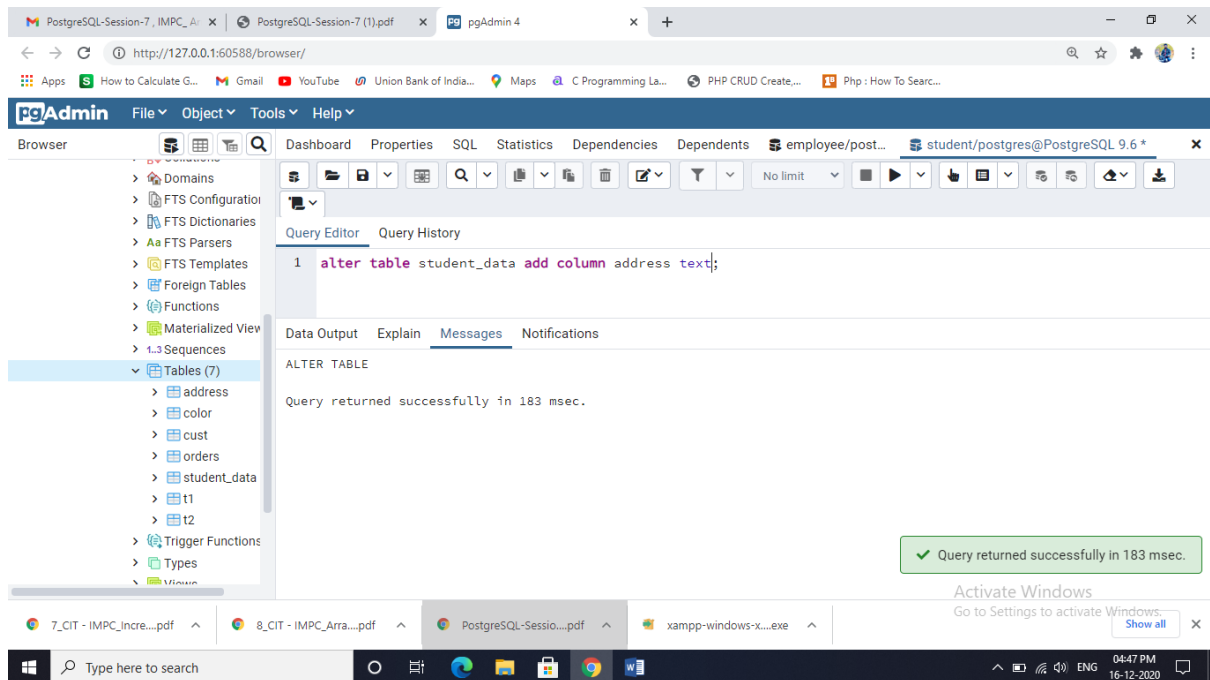 PostgreSQL-Session-7 , IMPC_ Ar
PostgreSQL-Session-7 (1).pdf
pgAdmin 4
http://127.0.0.1:60588/browser/
Apps
How to Calculate G...
Gmail
YouTube
Union Bank of India...
Maps
C Programming La...
PHP CRUD Create,...
Php : How To Searc...
pgAdmin
File
Object
Tools
Help
Browser
Dashboard
Properties
SQL
Statistics
Dependencies
Dependents
employee/post...
student/postgres@PostgreSQL 9.6 *
Domains
FTS Configuration
FTS Dictionaries
Aa FTS Parsers
FTS Templates
Foreign Tables
Functions
Materialized View
1..3 Sequences
Tables (7)
address
color
cust
orders
student_data
t1
t2
Trigger Functions
Types
Views
No limit
Query Editor
Query History
1 alter table student_data add column address text;
Data Output
Explain
Messages
Notifications
ALTER TABLE
Query returned successfully in 183 msec.
Query returned successfully in 183 msec.
Activate Windows
Go to Settings to activate Windows.
7_CIT - IMPC_Incre....pdf
8_CIT - IMPC_Arra....pdf
PostgreSQL-Sessio....pdf
xampp-windows-x....exe
Show all
Type here to search
ENG
04:47 PM
16-12-2020